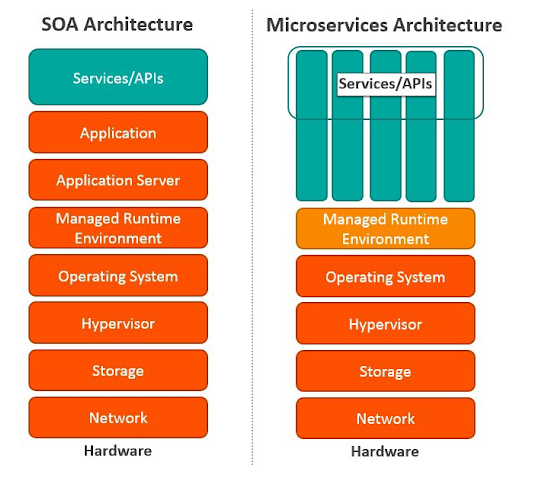 SOA Architecture
Services/APIs
Application
Application Server
Managed Runtime
Environment
Operating System
Hypervisor
Storage
Network
Hardware
Microservices Architecture
Services/APIs
Managed Runtime
Environment
Operating System
Hypervisor
Storage
Network
Hardware